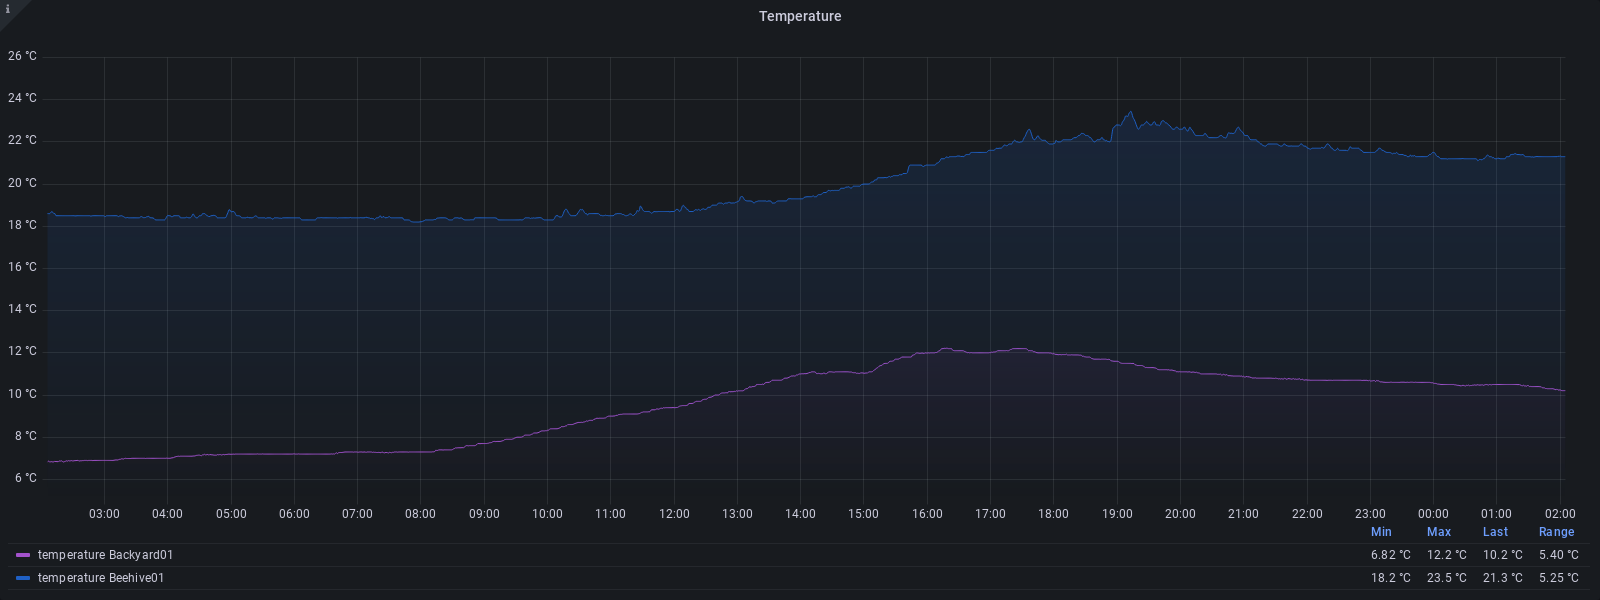 i
Temperature
26 °C
24 °C
22 °C
20 °C
18 °C
16 °C
14 °C
12 °C
10 °C
8 °C
6 °C
03:00 04:00 05:00 06:00 07:00 08:00 09:00 10:00 11:00 12:00 13:00 14:00 15:00 16:00 17:00 18:00 19:00 20:00 21:00 22:00 23:00 00:00 01:00 02:00
Min Max Last Range
temperature Backyard01 6.82 °C 12.2 °C 10.2 °C 5.40 °C
temperature Beehive01 18.2 °C 23.5 °C 21.3 °C 5.25 °C